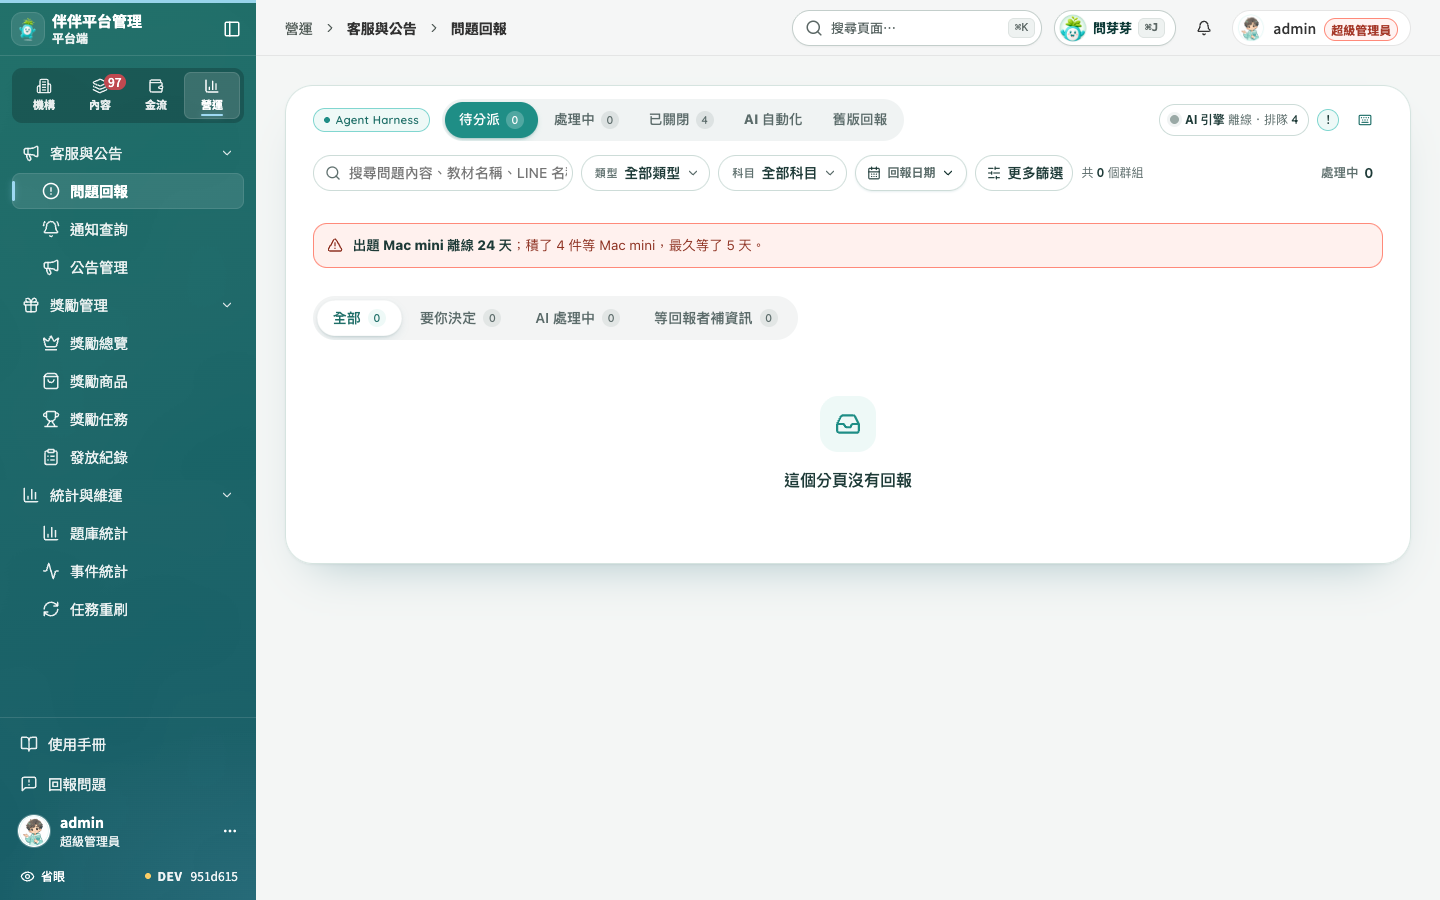 伴伴平台管理
平台端
機構
內容
97
金流
營運
客服與公告
問題回報
通知查詢
公告管理
獎勵管理
獎勵總覽
獎勵商品
獎勵任務
發放紀錄
統計與維運
題庫統計
事件統計
任務重刷
使用手冊
回報問題
admin
超級管理員
省眼
DEV 951d615
營運 > 客服與公告 > 問題回報
搜尋頁面… ⌘K
問芽芽 ⌘J
admin 超級管理員
Agent Harness
待分派 0
處理中 0
已關閉 4
AI 自動化
舊版回報
AI 引擎 離線・排隊 4
!
搜尋問題內容、教材名稱、LINE 名
類型 全部類型
科目 全部科目
回報日期
更多篩選
共 0 個群組
處理中 0
出題 Mac mini 離線 24 天；積了 4 件等 Mac mini，最久等了 5 天。
全部 0
要你決定 0
AI 處理中 0
等回報者補資訊 0
這個分頁沒有回報